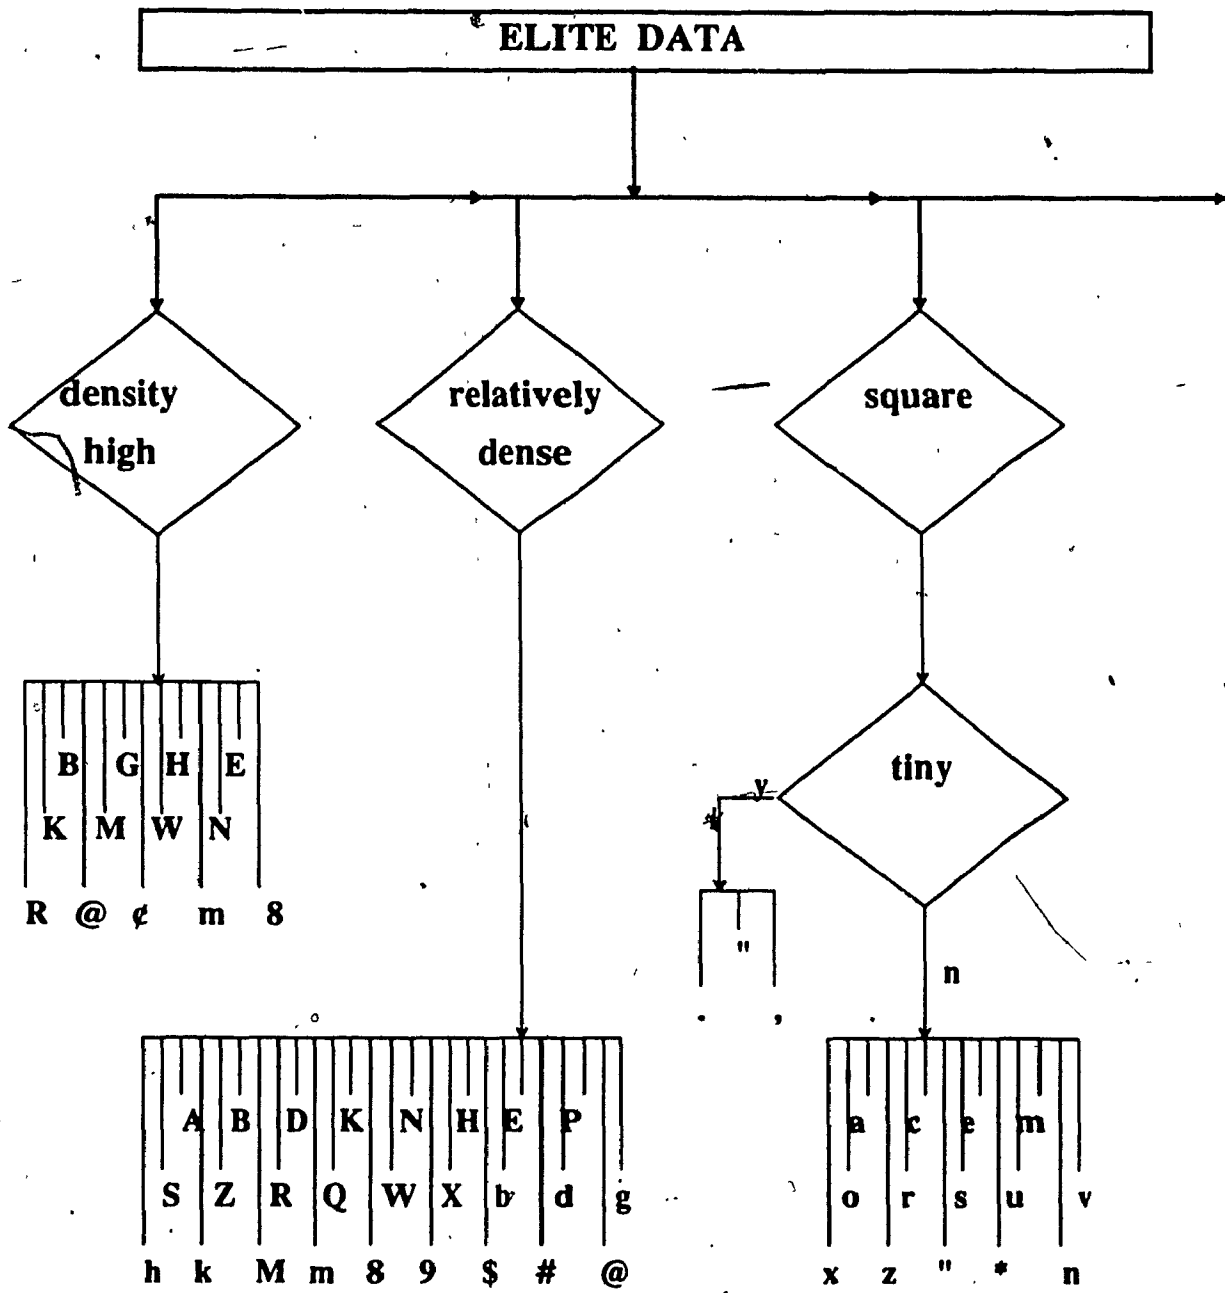 ELITE DATA
density
high
relatively
dense
square
tiny
y
n
B G H E
K M W N
R @ ¢ m 8
"
. ,
A B D K N H E P
S Z R Q W X b d g
h k M m 8 9 $ # @
a c e m
o r s u v
x z " * n